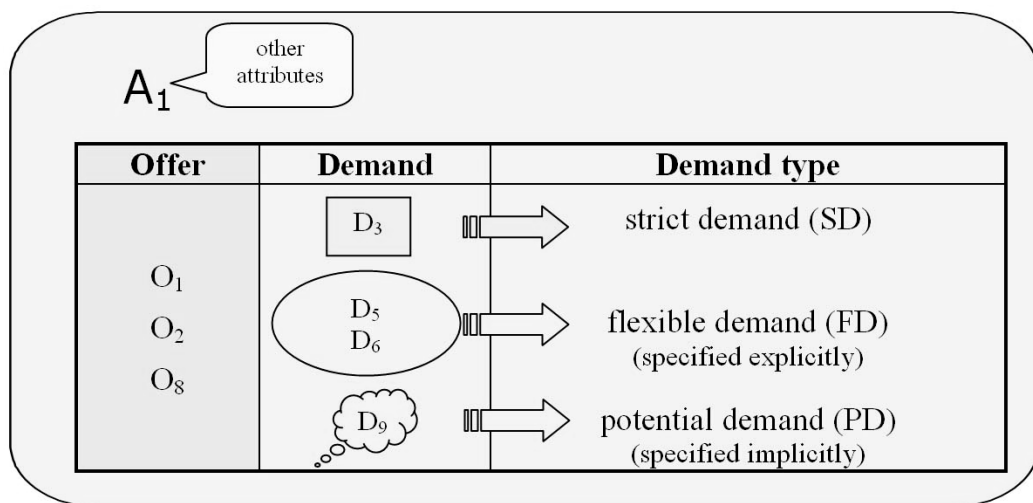 other
attributes
A₁
Offer Demand Demand type
D₃ strict demand (SD)
O₁
O₂
O₈
D₅
D₆
flexible demand (FD)
(specified explicitly)
D₉ potential demand (PD)
(specified implicitly)